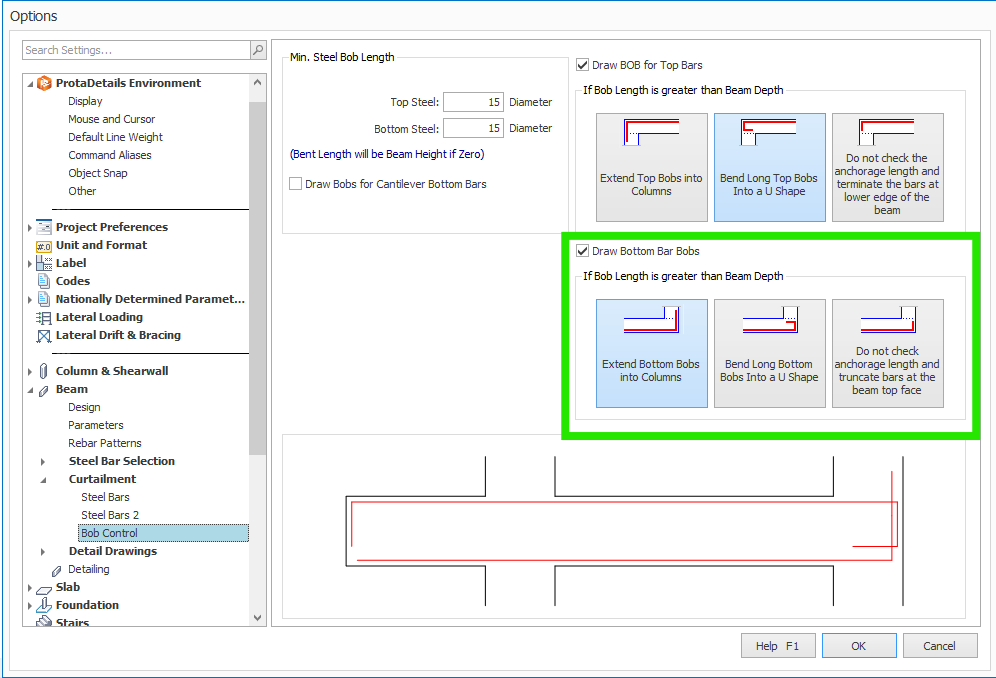 Options
Search Settings...
ProtaDetails Environment
Display
Mouse and Cursor
Default Line Weight
Command Aliases
Object Snap
Other
Project Preferences
Unit and Format
Label
Codes
Nationally Determined Paramet...
Lateral Loading
Lateral Drift & Bracing
Column & Shearwall
Beam
Design
Parameters
Rebar Patterns
Steel Bar Selection
Curtailment
Steel Bars
Steel Bars 2
Bob Control
Detail Drawings
Detailing
Slab
Foundation
Stairs
Min. Steel Bob Length
Top Steel: 15 Diameter
Bottom Steel: 15 Diameter
(Bent Length will be Beam Height if Zero)
Draw Bobs for Cantilever Bottom Bars
Draw BOB for Top Bars
If Bob Length is greater than Beam Depth
Extend Top Bobs into
Columns
Bend Long Top Bobs
Into a U Shape
Do not check the
anchorage length and
terminate the bars at
lower edge of the
beam
Draw Bottom Bar Bobs
If Bob Length is greater than Beam Depth
Extend Bottom Bobs
into Columns
Bend Long Bottom
Bobs Into a U Shape
Do not check
anchorage length and
truncate bars at the
beam top face
Help F1
OK
Cancel